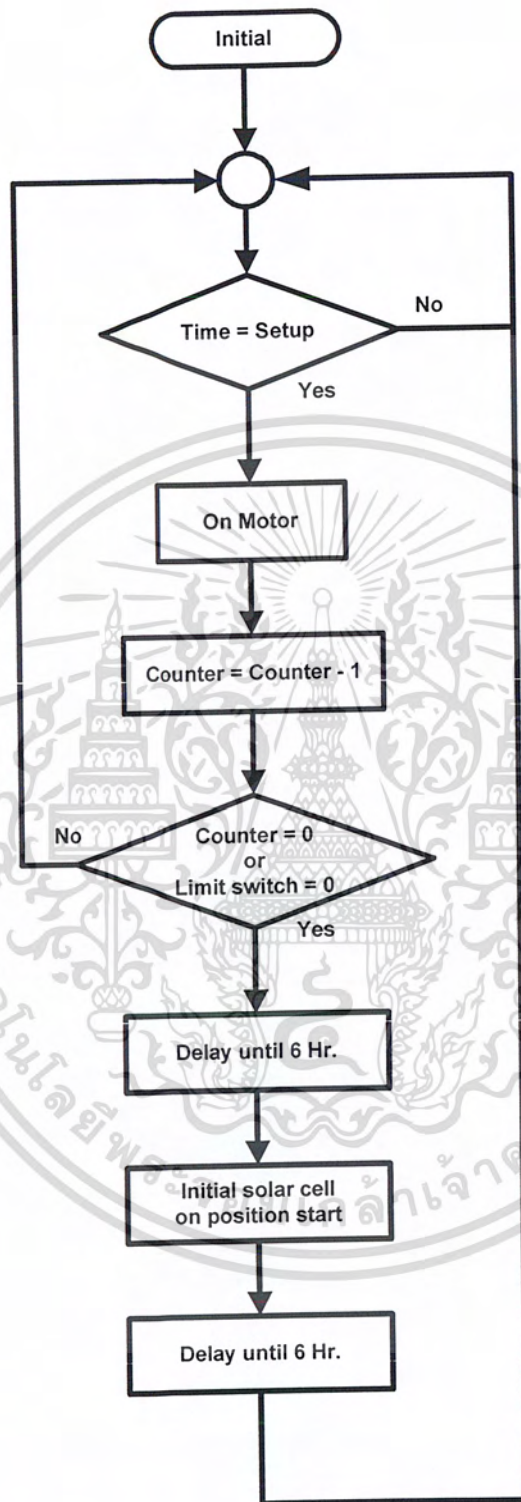 Initial
Time = Setup
No
Yes
On Motor
Counter = Counter - 1
Counter = 0
or
Limit switch = 0
No
Yes
Delay until 6 Hr.
Initial solar cell
on position start
Delay until 6 Hr.